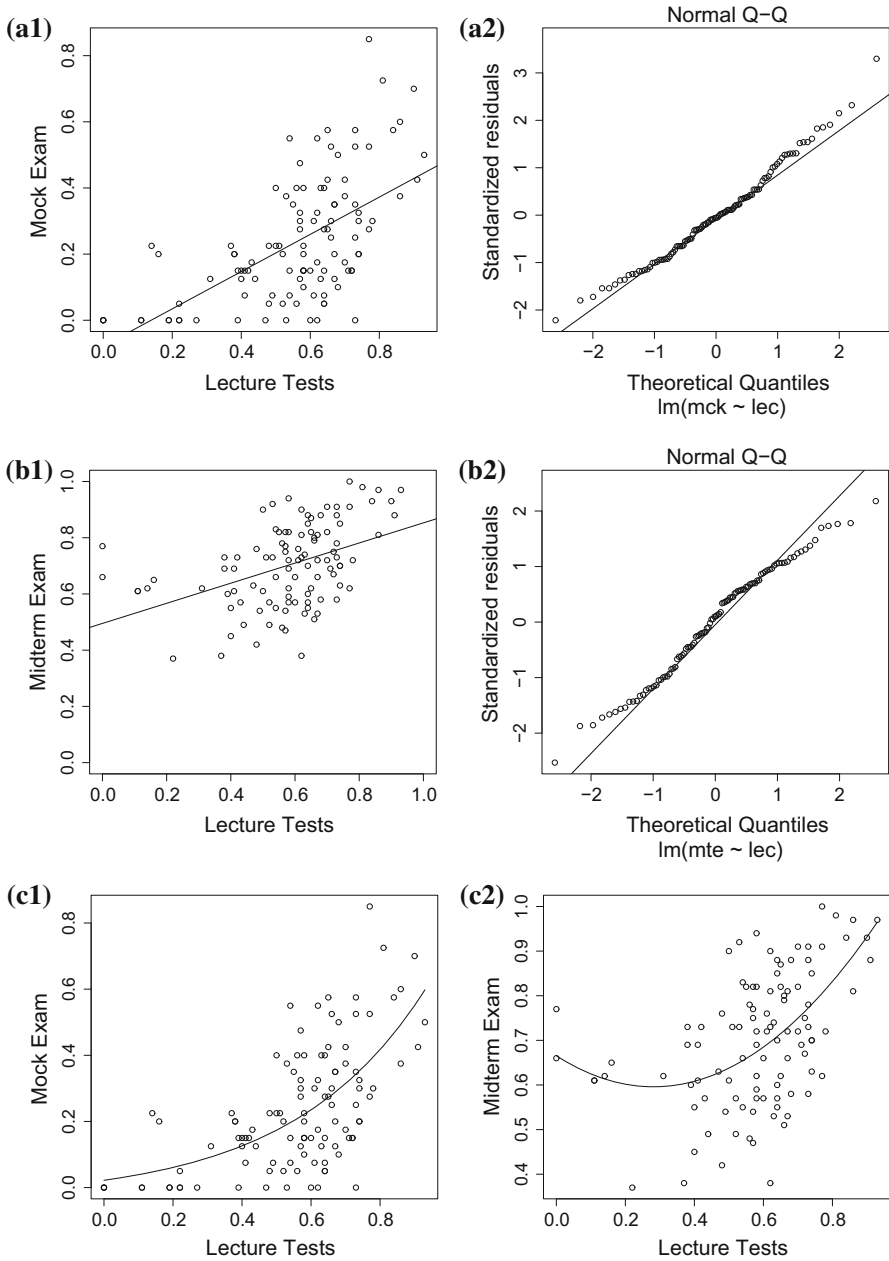 (a1)
0.0 0.2 0.4 0.6 0.8
Mock Exam
0.0 0.2 0.4 0.6 0.8
Lecture Tests
(a2)
Normal Q−Q
−2 −1 0 1 2 3
Standardized residuals
−2 −1 0 1 2
Theoretical Quantiles
lm(mck ~ lec)
(b1)
0.0 0.2 0.4 0.6 0.8 1.0
Midterm Exam
0.0 0.2 0.4 0.6 0.8 1.0
Lecture Tests
(b2)
Normal Q−Q
−2 −1 0 1 2
Standardized residuals
−2 −1 0 1 2
Theoretical Quantiles
lm(mte ~ lec)
(c1)
0.0 0.2 0.4 0.6 0.8
Mock Exam
0.0 0.2 0.4 0.6 0.8
Lecture Tests
(c2)
0.4 0.5 0.6 0.7 0.8 0.9 1.0
Midterm Exam
0.0 0.2 0.4 0.6 0.8
Lecture Tests